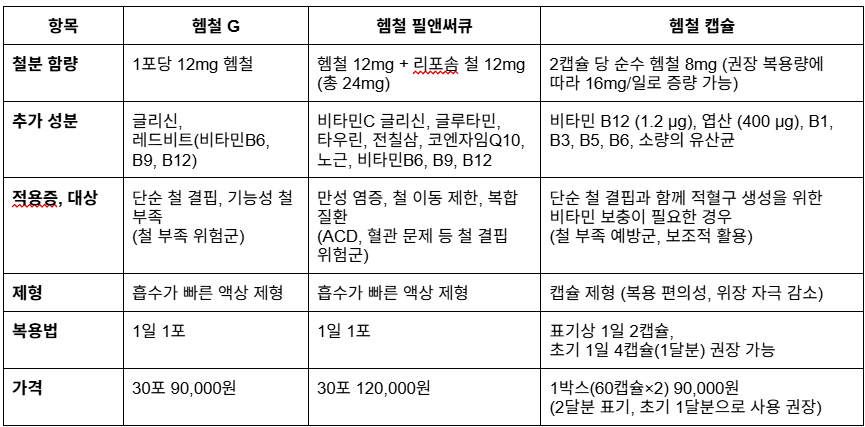 항목
헴철 G
헴철 필앤써큐
헴철 캡슐
철분 함량
1포당 12mg 헴철
헴철 12mg + 리포솜 철 12mg
(총 24mg)
2캡슐 당 순수 헴철 8mg (권장 복용량에
따라 16mg/일로 증량 가능)
추가 성분
글리신,
레드비트(비타민B6,
B9, B12)
비타민C 글리신, 글루타민,
타우린, 전칠삼, 코엔자임Q10,
노근, 비타민B6, B9, B12
비타민 B12 (1.2 µg), 엽산 (400 µg), B1,
B3, B5, B6, 소량의 유산균
적용증, 대상
단순 철 결핍, 기능성 철
부족
(철 부족 위험군)
만성 염증, 철 이동 제한, 복합
질환
(ACD, 혈관 문제 등 철 결핍
위험군)
단순 철 결핍과 함께 적혈구 생성을 위한
비타민 보충이 필요한 경우
(철 부족 예방군, 보조적 활용)
제형
흡수가 빠른 액상 제형
흡수가 빠른 액상 제형
캡슐 제형 (복용 편의성, 위장 자극 감소)
복용법
1일 1포
1일 1포
표기상 1일 2캡슐,
초기 1일 4캡슐(1달분) 권장 가능
가격
30포 90,000원
30포 120,000원
1박스(60캡슐×2) 90,000원
(2달분 표기, 초기 1달분으로 사용 권장)